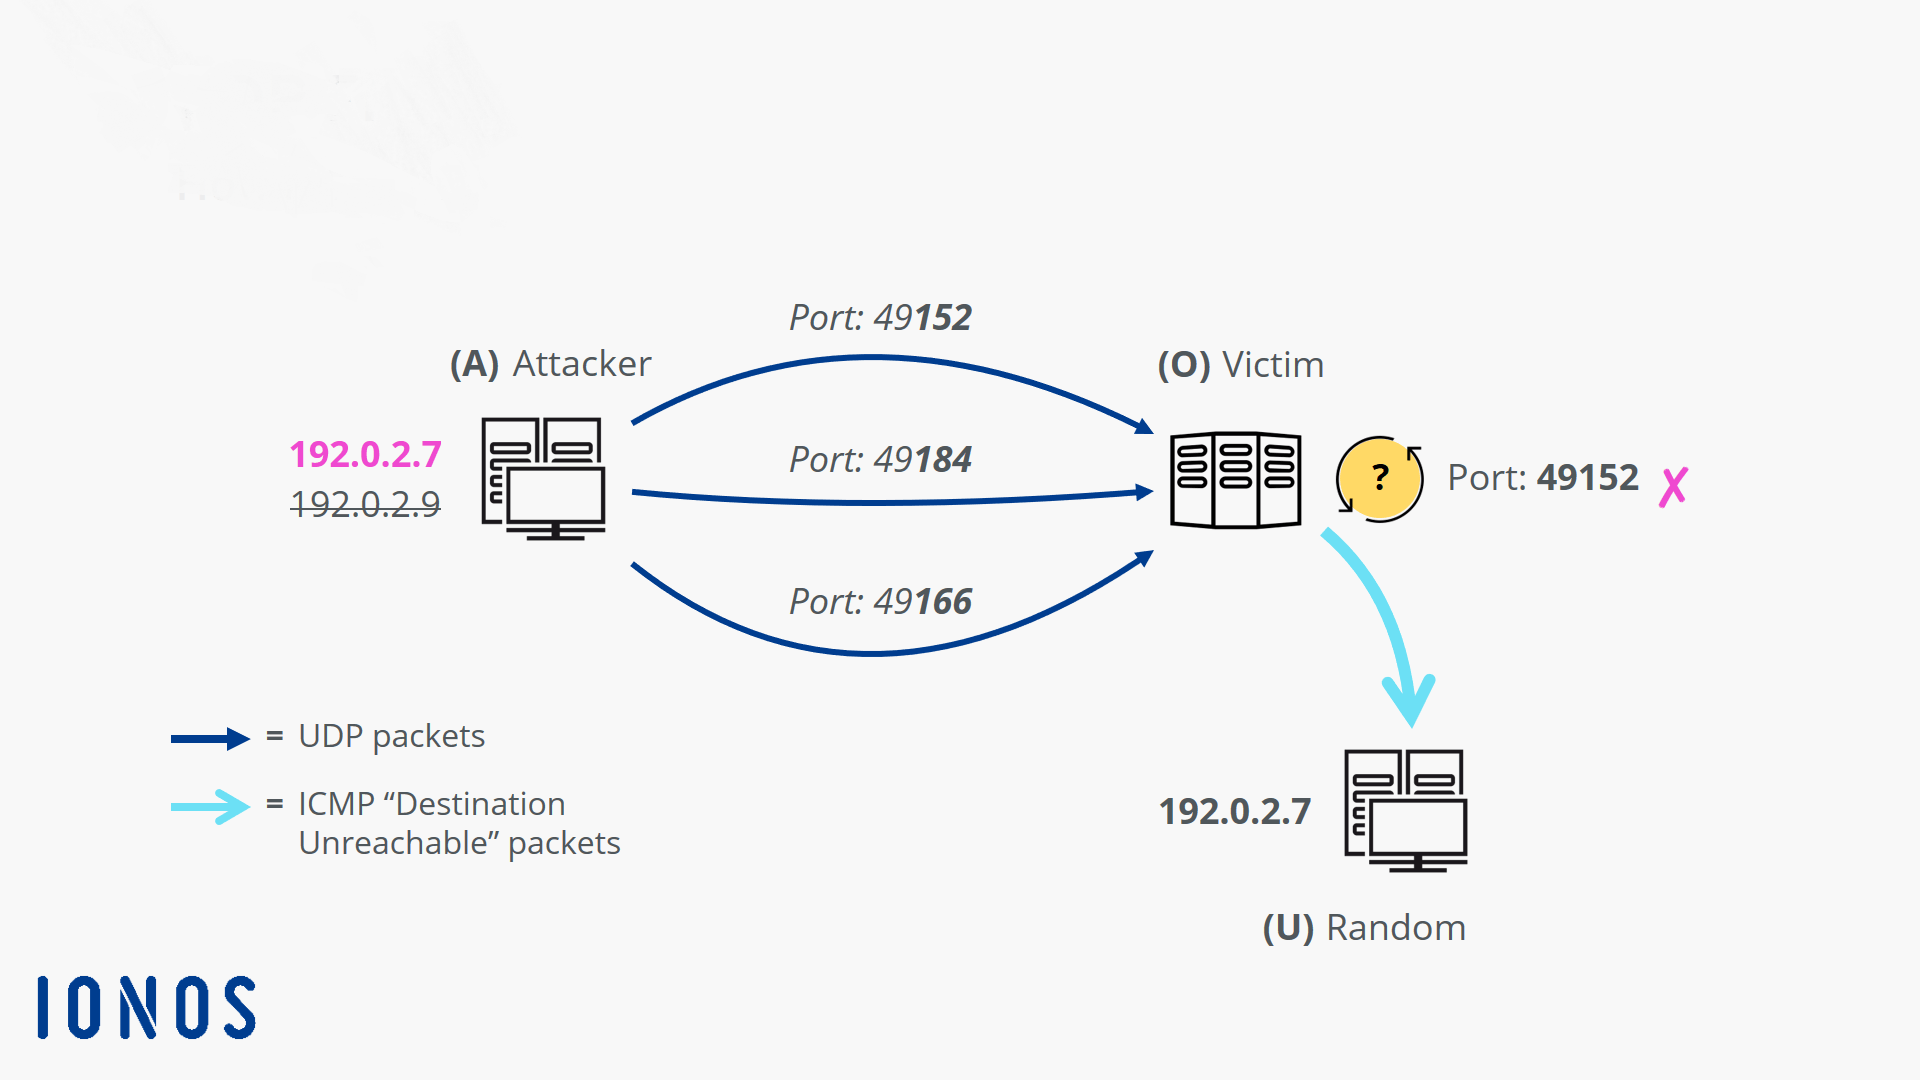 Port: 49152
(A) Attacker
(O) Victim
192.0.2.7
192.0.2.9
Port: 49184
?
Port: 49152 ✗
Port: 49166
= UDP packets
= ICMP “Destination
Unreachable” packets
192.0.2.7
(U) Random
IONOS